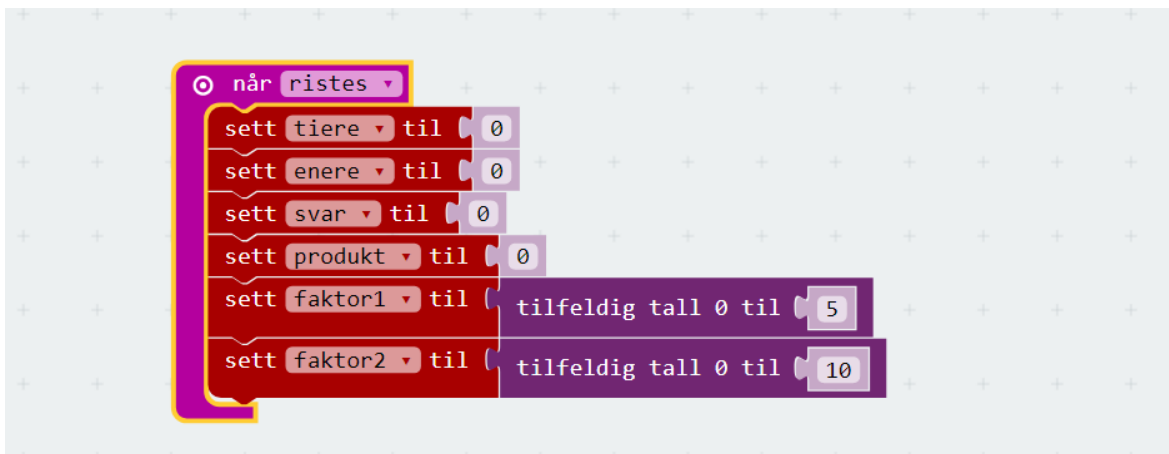 når ristes
sett tiere til 0
sett enere til 0
sett svar til 0
sett produkt til 0
sett faktor1 til tilfeldig tall 0 til 5
sett faktor2 til tilfeldig tall 0 til 10